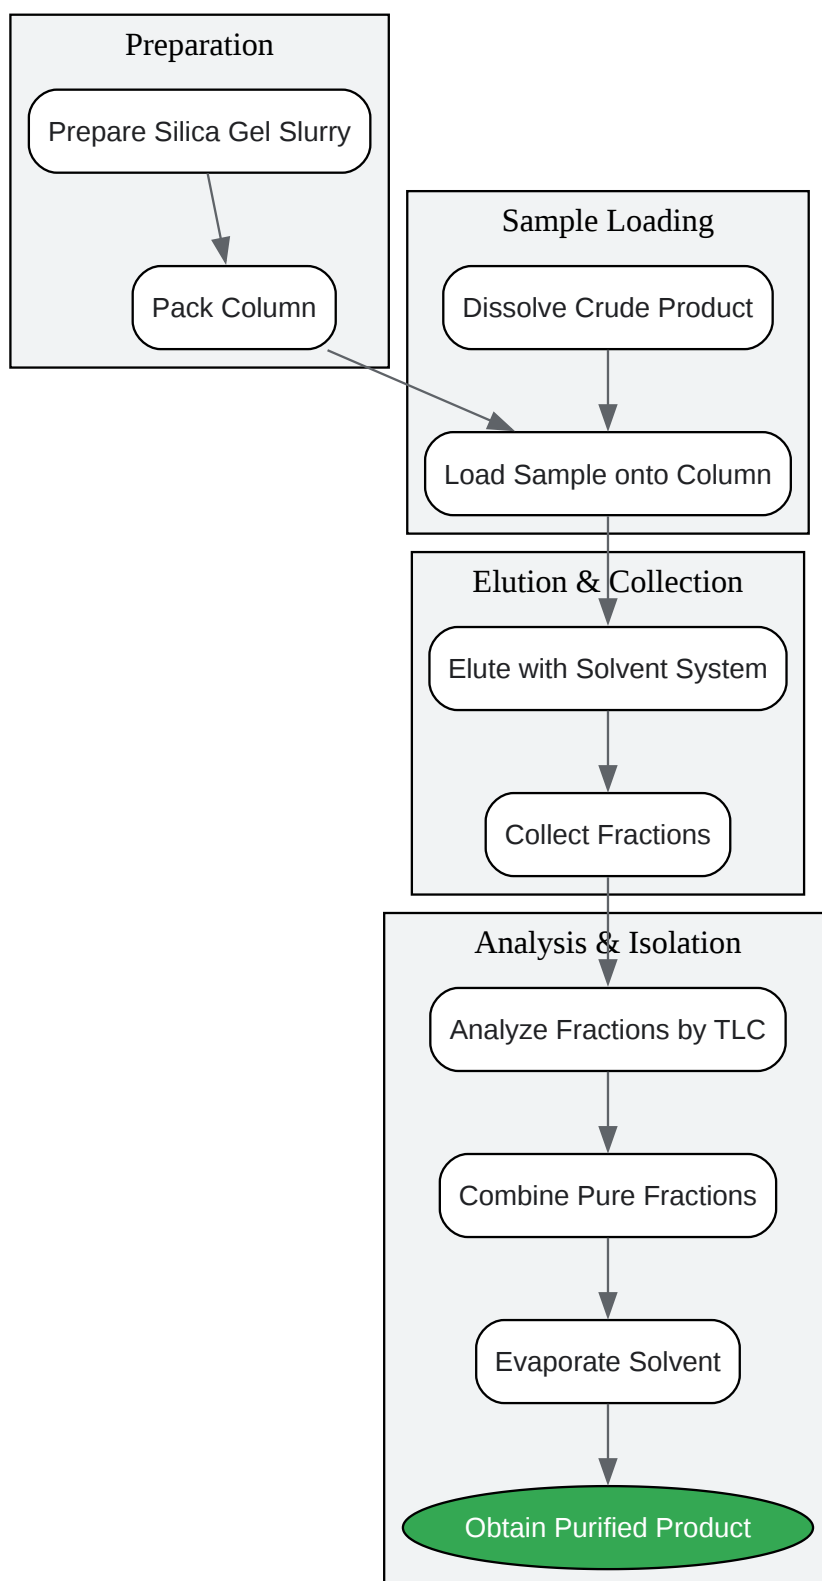 Preparation
Prepare Silica Gel Slurry
Pack Column
Sample Loading
Dissolve Crude Product
Load Sample onto Column
Elution & Collection
Elute with Solvent System
Collect Fractions
Analysis & Isolation
Analyze Fractions by TLC
Combine Pure Fractions
Evaporate Solvent
Obtain Purified Product